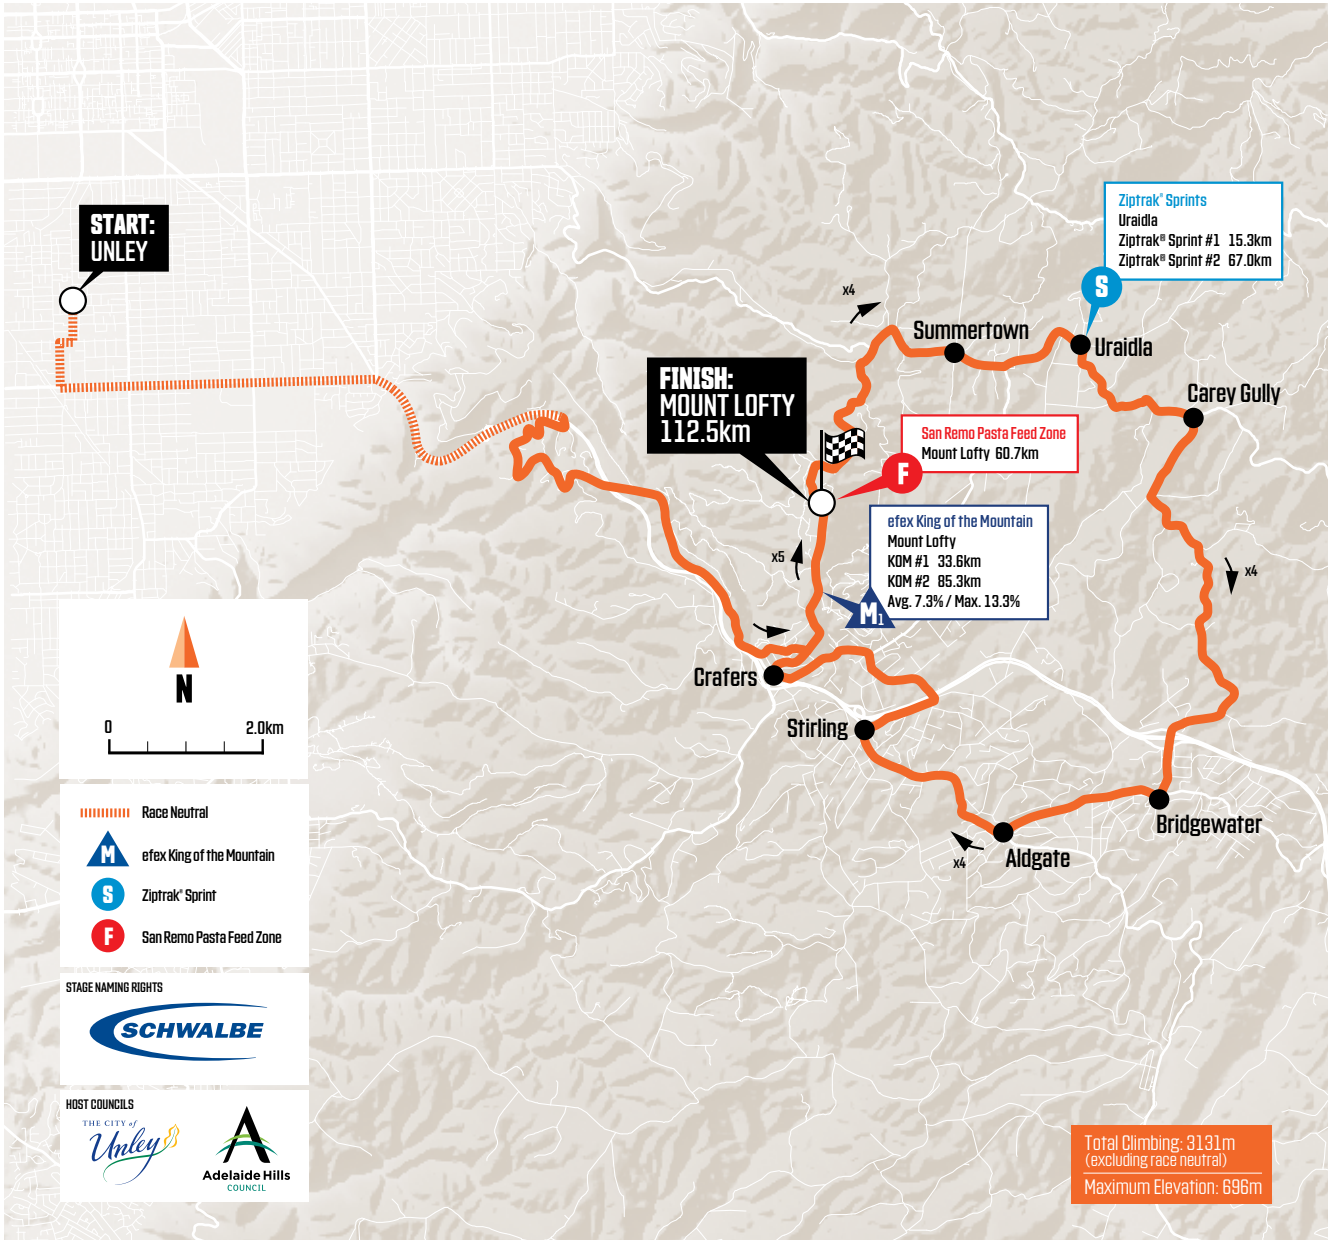 START:
UNLEY
Ziptrak® Sprints
Uraidla
Ziptrak® Sprint #1 15.3km
Ziptrak® Sprint #2 67.0km
S
x4
Summertown
Uraidla
FINISH:
MOUNT LOFTY
112.5km
Carey Gully
San Remo Pasta Feed Zone
Mount Lofty 60.7km
F
efex King of the Mountain
Mount Lofty
KOM #1 33.6km
KOM #2 85.3km
Avg. 7.3% / Max. 13.3%
M1
x5
x4
Crafers
Stirling
Bridgewater
Aldgate
x4
N
0 2.0km
Race Neutral
M efex King of the Mountain
S Ziptrak® Sprint
F San Remo Pasta Feed Zone
STAGE NAMING RIGHTS
SCHWALBE
HOST COUNCILS
THE CITY of
Unley
Adelaide Hills
COUNCIL
Total Climbing: 3131m
(excluding race neutral)
Maximum Elevation: 696m